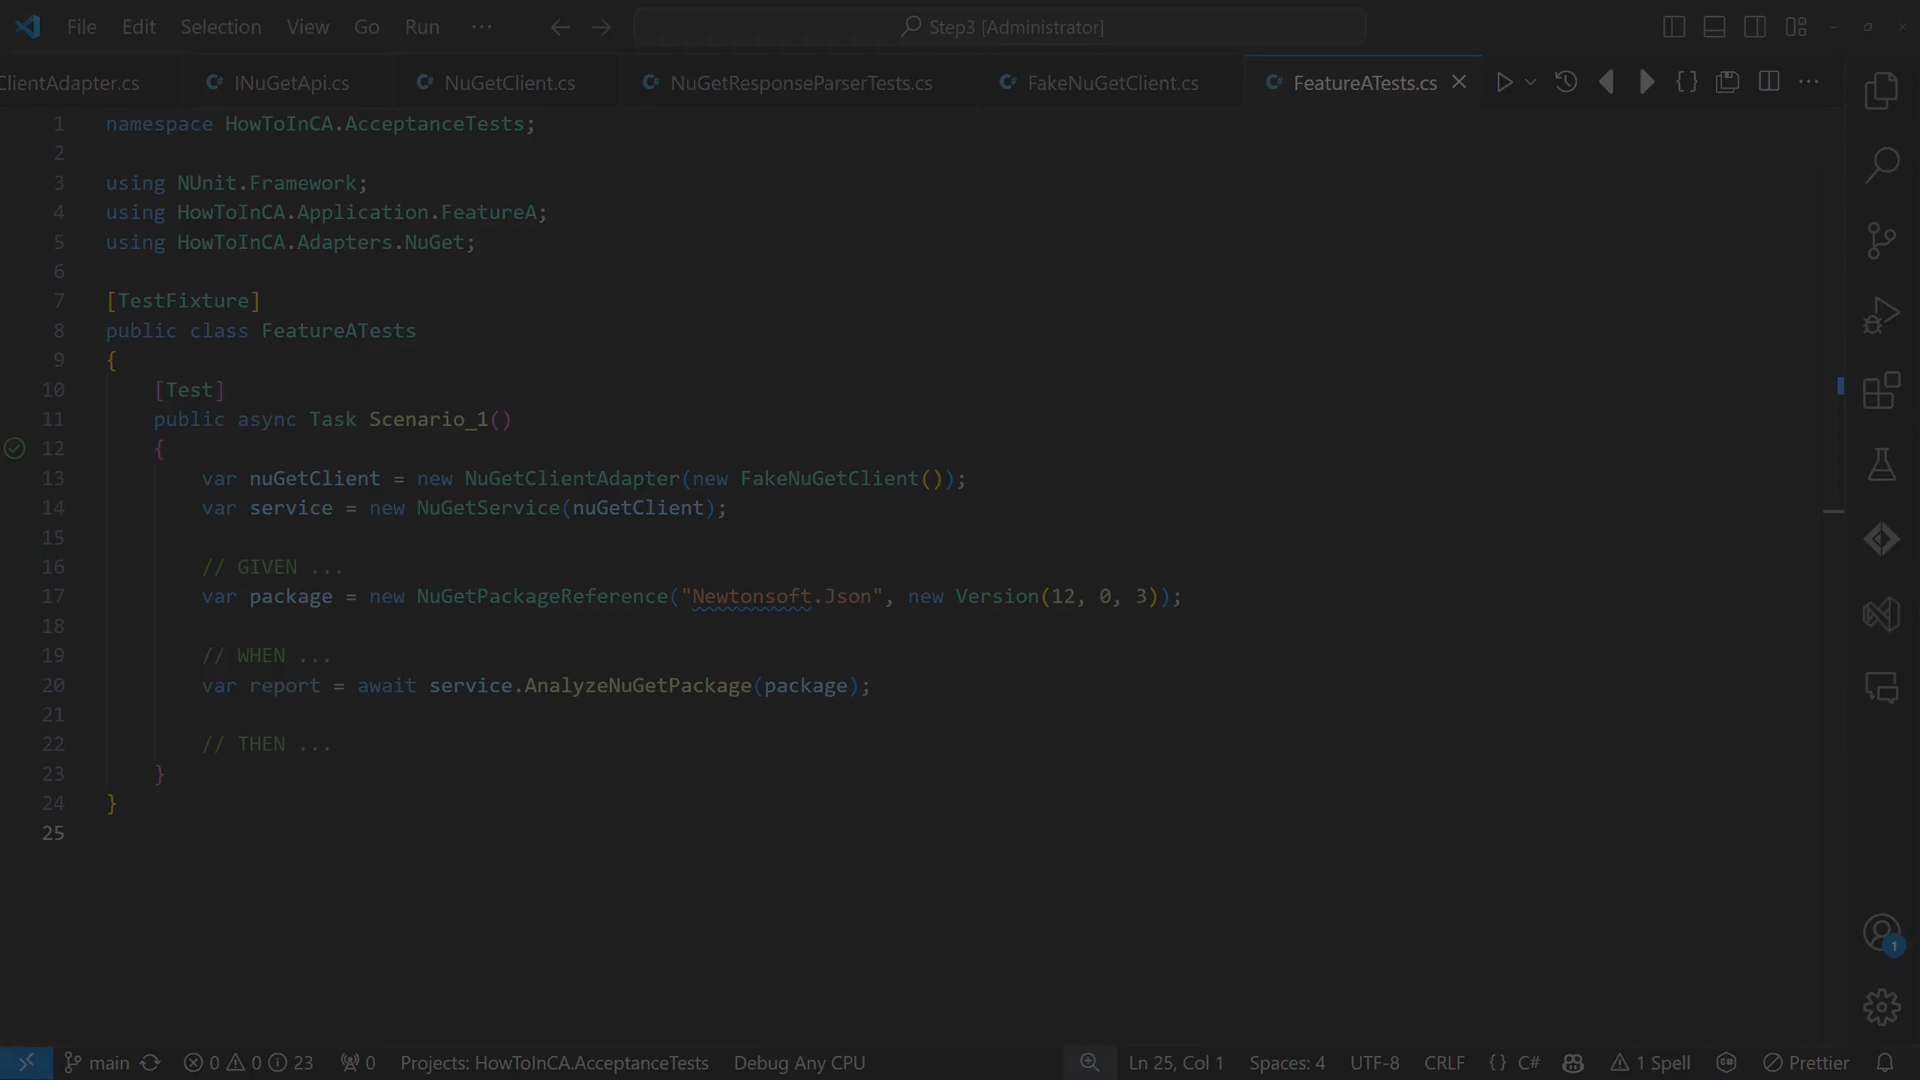 File Edit Selection View Go Run ··· Step3 [Administrator]
ClientAdapter.cs INuGetApi.cs NuGetClient.cs NuGetResponseParserTests.cs FakeNuGetClient.cs FeatureATests.cs
1 namespace HowToInCA.AcceptanceTests;
2
3 using NUnit.Framework;
4 using HowToInCA.Application.FeatureA;
5 using HowToInCA.Adapters.NuGet;
6
7 [TestFixture]
8 public class FeatureATests
9 {
10 [Test]
11 public async Task Scenario_1()
12 {
13 var nuGetClient = new NuGetClientAdapter(new FakeNuGetClient());
14 var service = new NuGetService(nuGetClient);
15
16 // GIVEN ...
17 var package = new NuGetPackageReference("Newtonsoft.Json", new Version(12, 0, 3));
18
19 // WHEN ...
20 var report = await service.AnalyzeNuGetPackage(package);
21
22 // THEN ...
23 }
24 }
25
1
main 0 0 23 0 Projects: HowToInCA.AcceptanceTests Debug Any CPU Ln 25, Col 1 Spaces: 4 UTF-8 CRLF {} C# 1 Spell Prettier